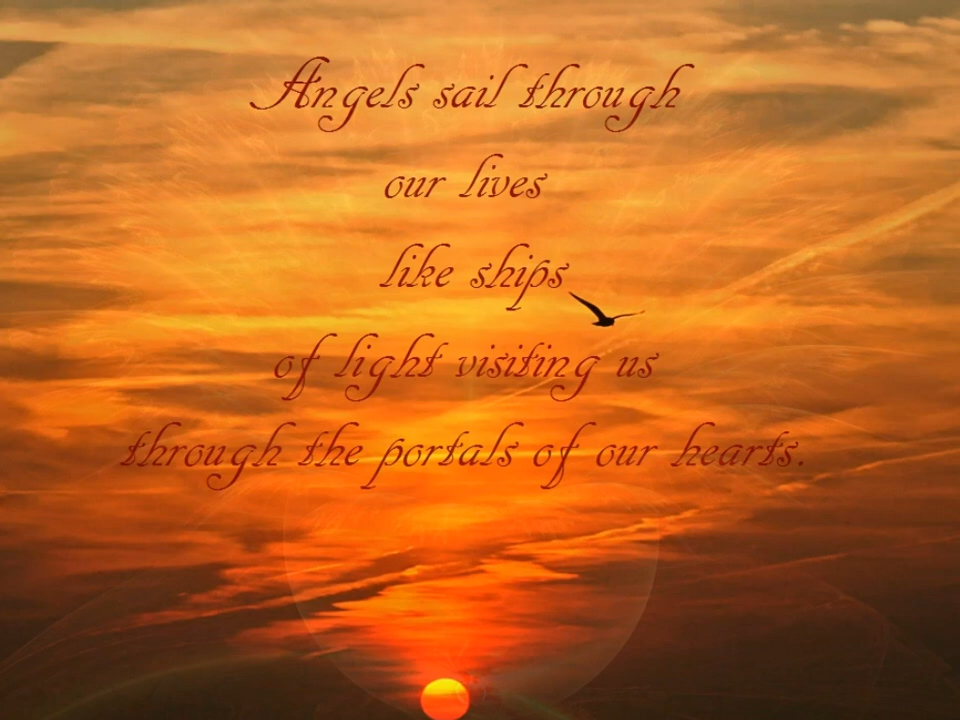 Angels sail through
our lives
like ships
of light visiting us
through the portals of our hearts.